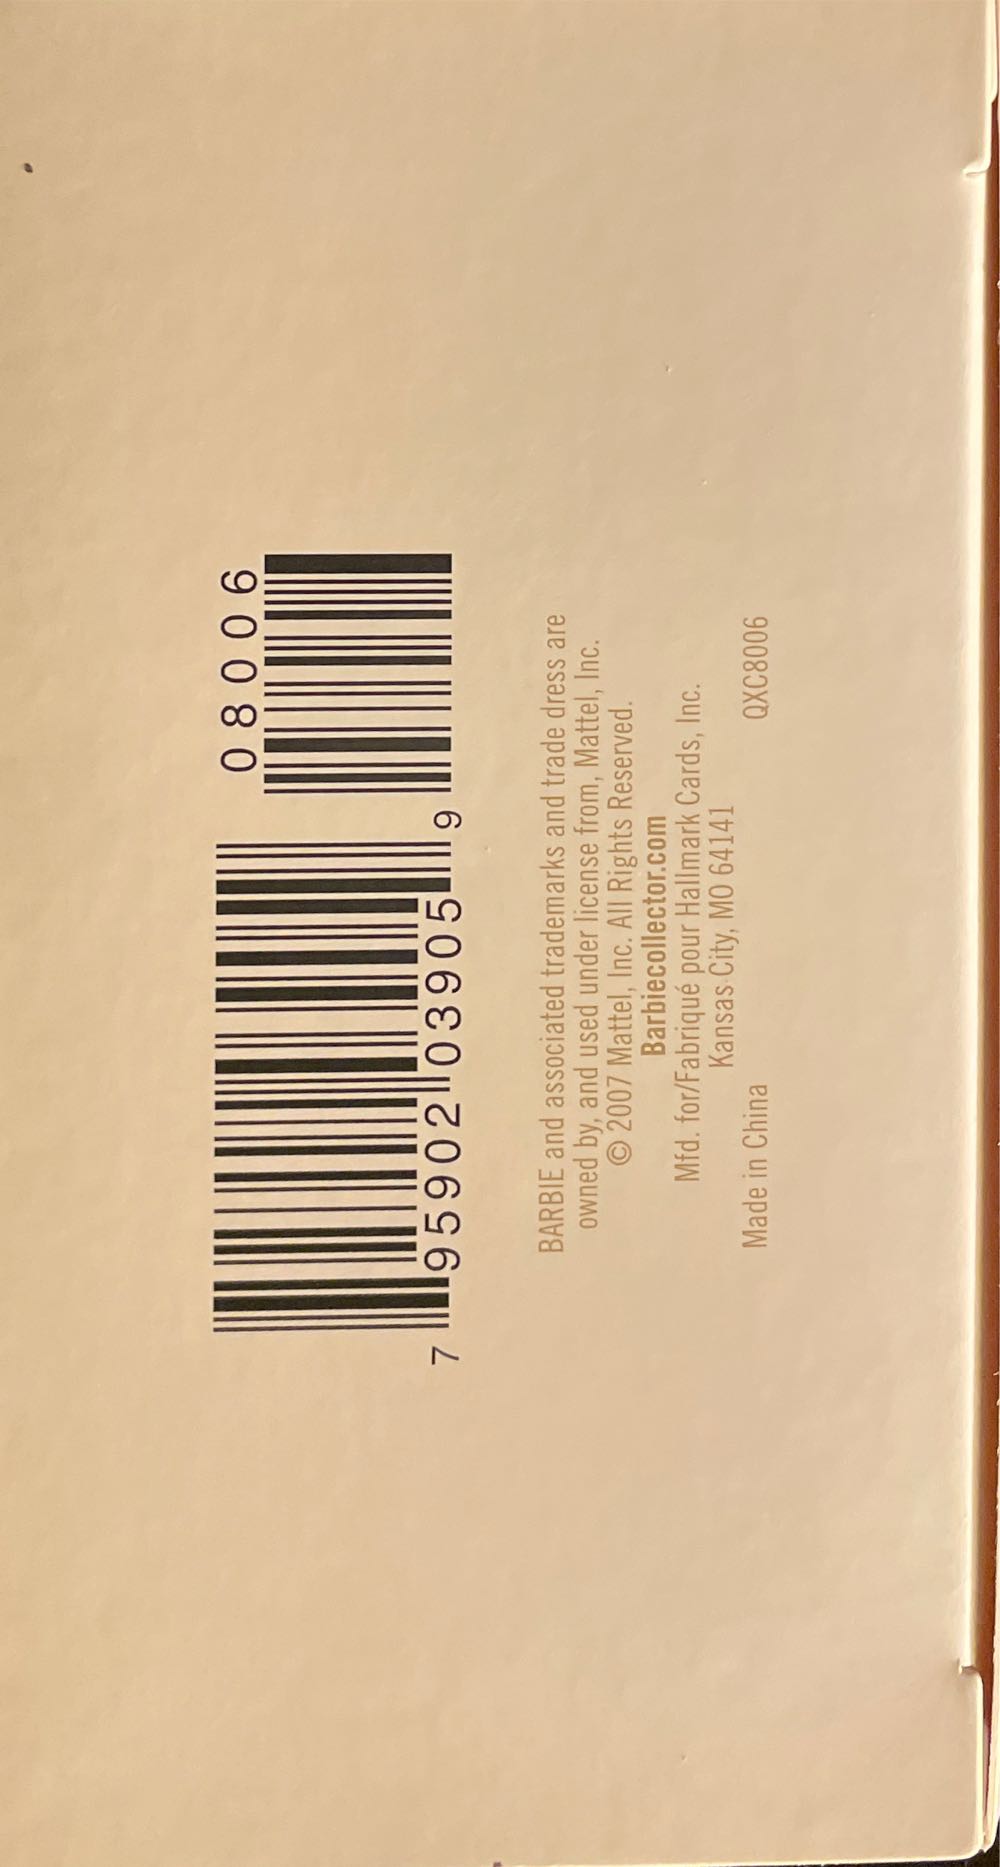 08006
7 95902 03905 9
BARBIE and associated trademarks and trade dress are
owned by, and used under license from, Mattel, Inc.
© 2007 Mattel, Inc. All Rights Reserved.
Barbiecollector.com
Mfd. for/Fabriqué pour Hallmark Cards, Inc.
Kansas City, MO 64141
Made in China QXC8006